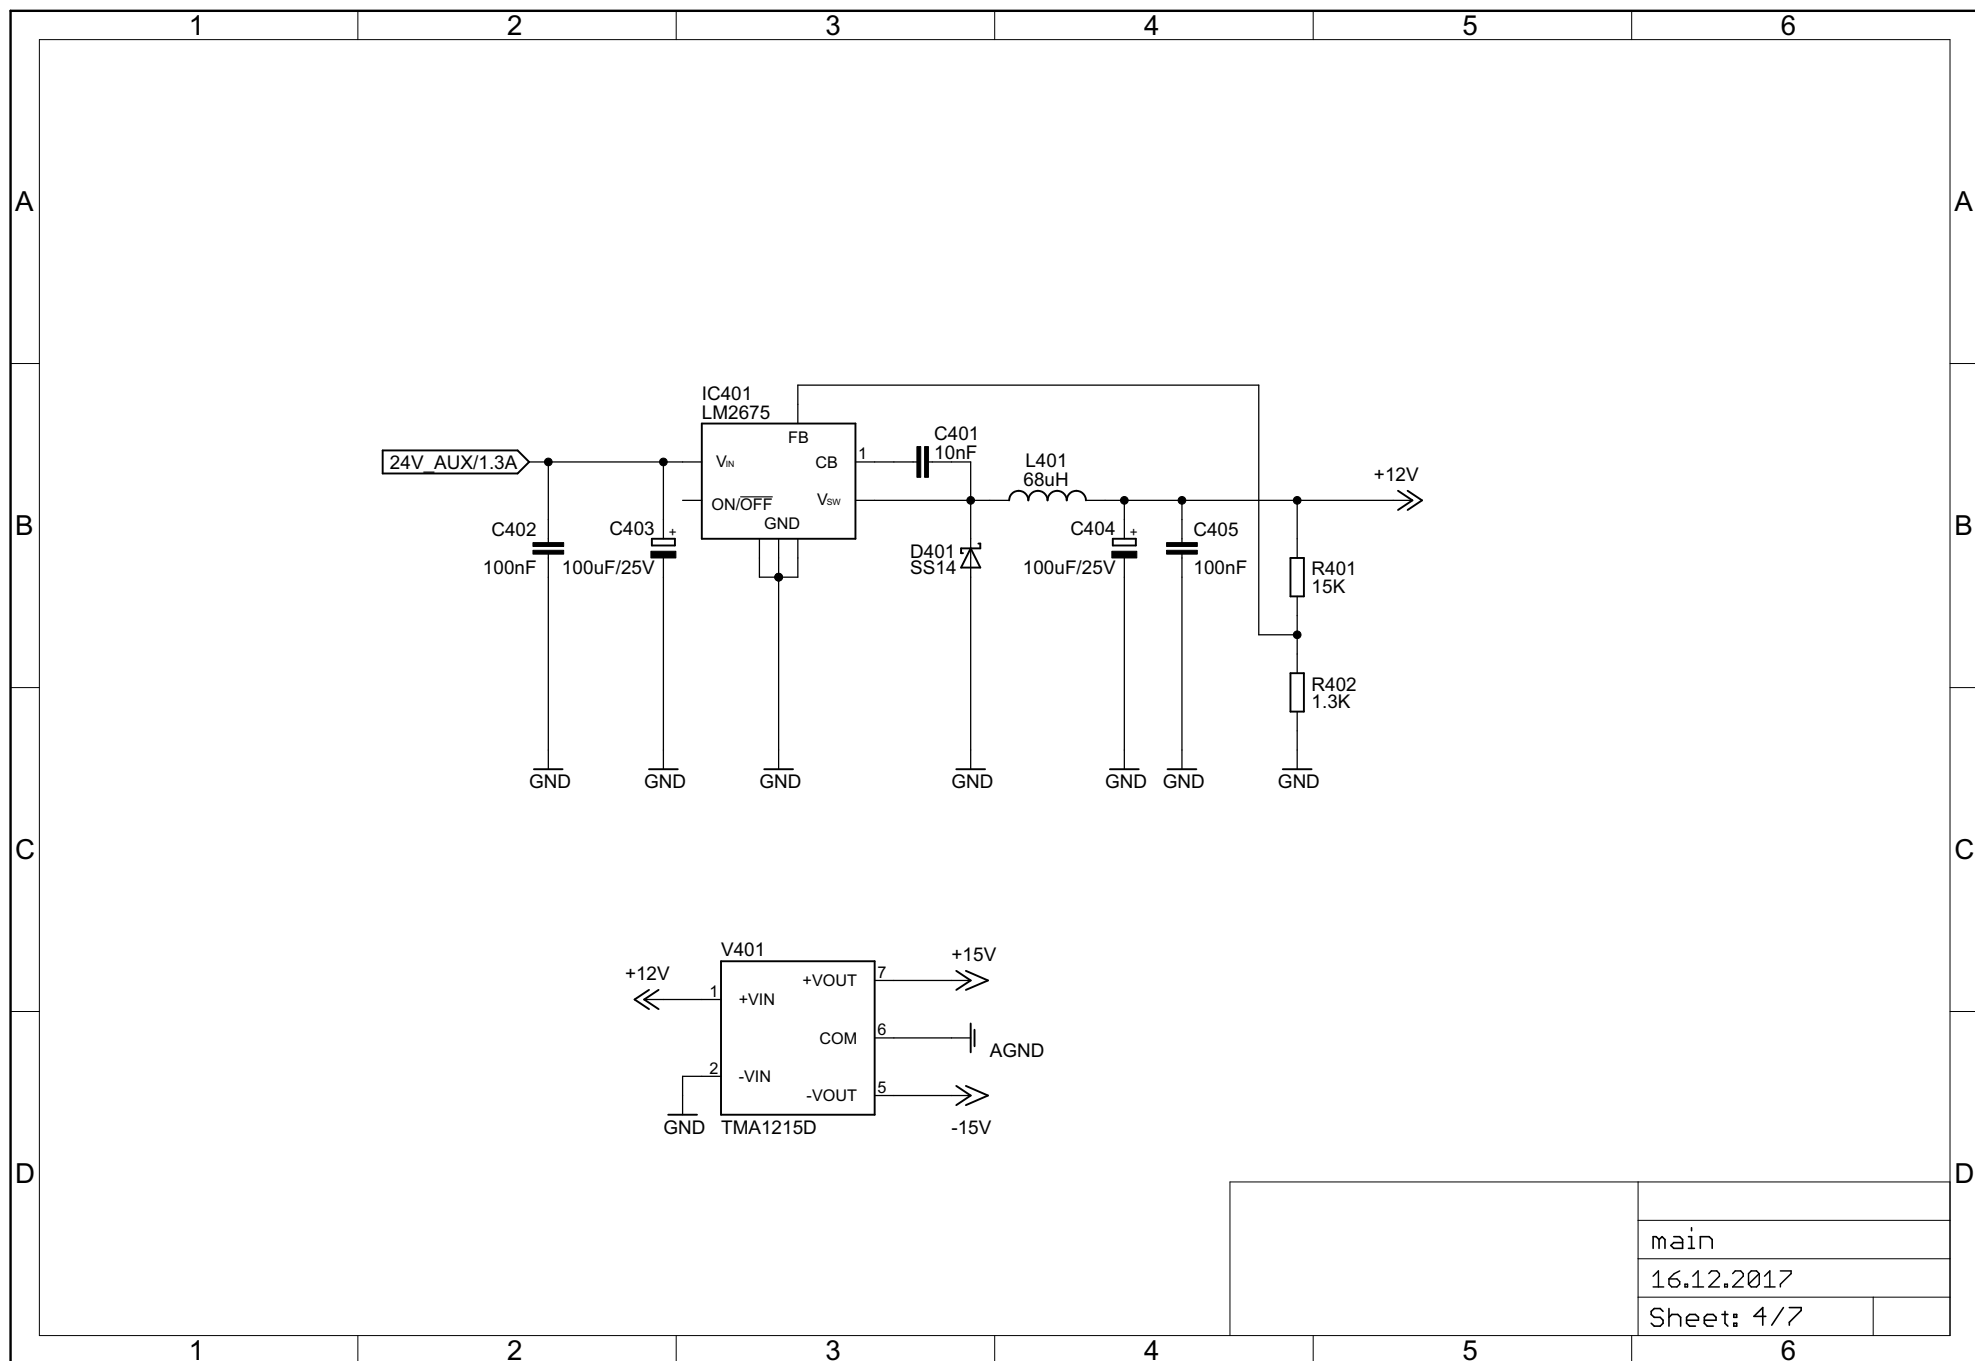 1 2 3 4 5 6
A A
IC401
LM2675
FB
C401
10nF
24V_AUX/1.3A
VIN
CB
1
L401
68uH
+12V
ON/OFF
VSW
GND
B B
C402
100nF
C403
+
100uF/25V
D401
SS14
C404
+
100uF/25V
C405
100nF
R401
15K
R402
1.3K
GND GND GND GND GND GND GND
C C
V401
+12V
1
+VIN
+VOUT
7
+15V
COM
6
AGND
2
-VIN
-VOUT
5
-15V
GND
TMA1215D
D D
main
16.12.2017
Sheet: 4/7
1 2 3 4 5 6